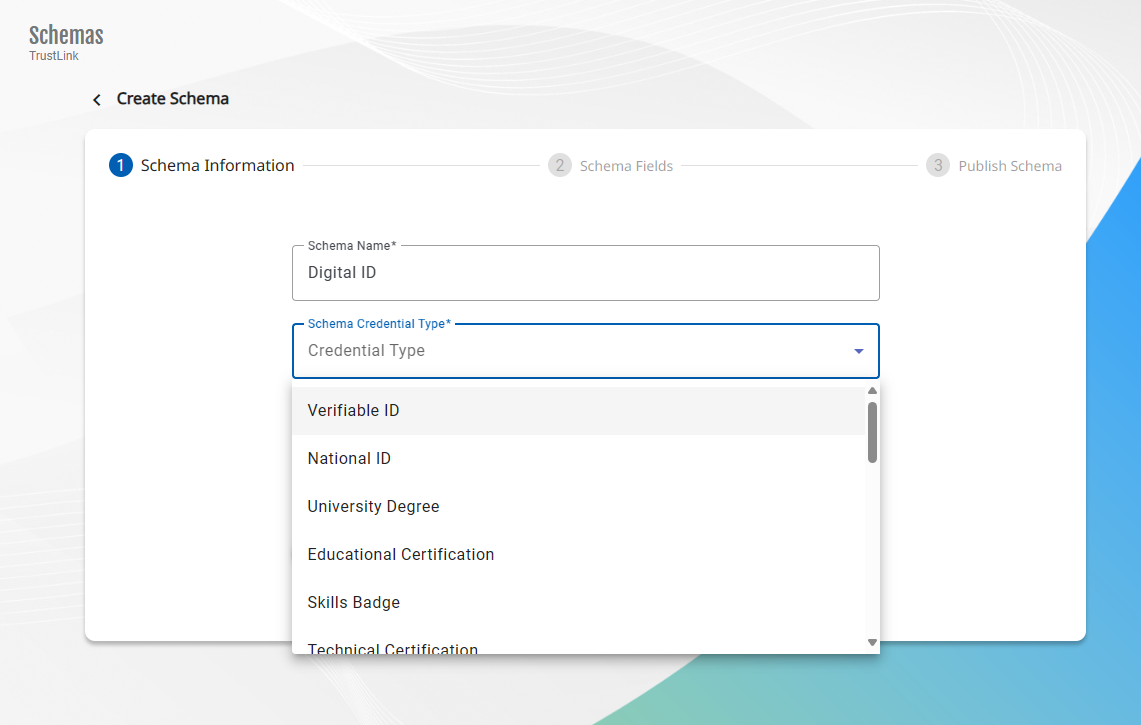 Schemas
TrustLink
Create Schema
1 Schema Information 2 Schema Fields 3 Publish Schema
Schema Name*
Digital ID
Schema Credential Type*
Credential Type
Verifiable ID
National ID
University Degree
Educational Certification
Skills Badge
Technical Certification